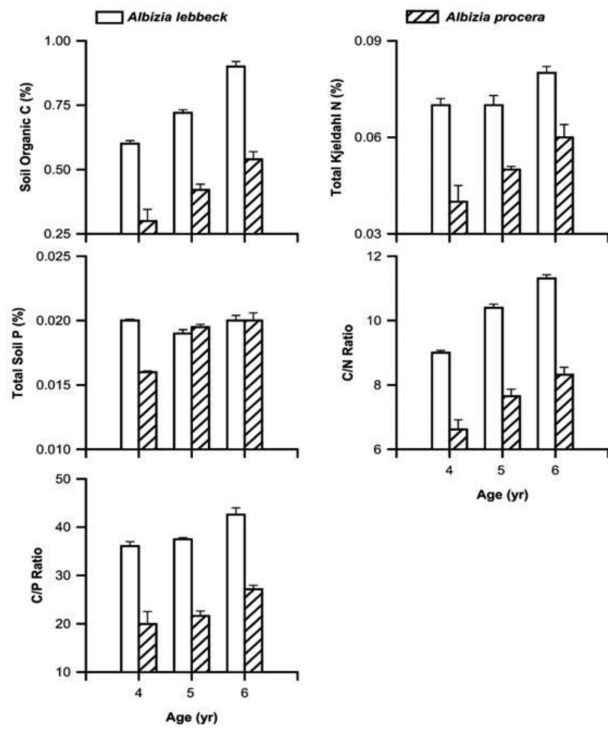 Albizia lebbeck
Albizia procera
Soil Organic C (%)
1.00
0.75
0.50
0.25
Total Kjeldahl N (%)
0.09
0.06
0.03
Total Soil P (%)
0.025
0.020
0.015
0.010
C/N Ratio
12
10
8
6
4 5 6
Age (yr)
C/P Ratio
50
40
30
20
10
4 5 6
Age (yr)